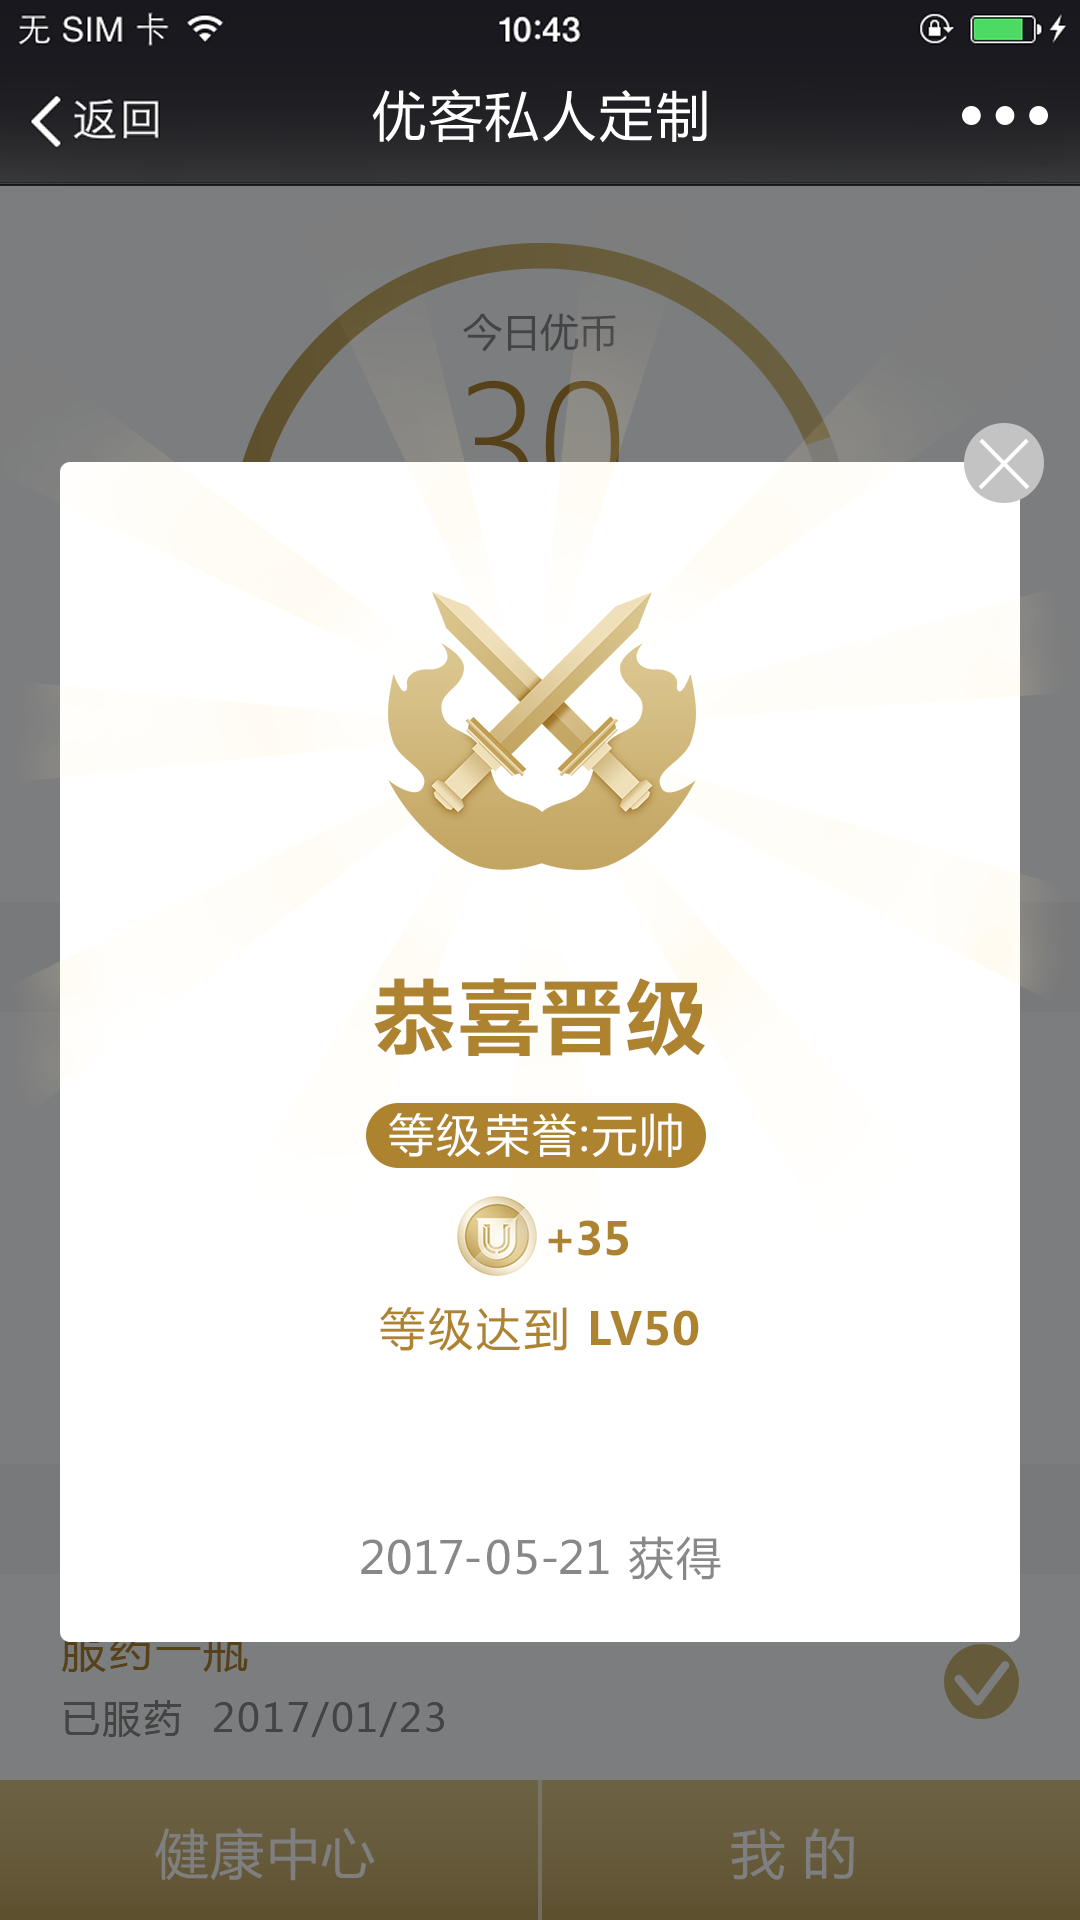 无 SIM 卡
10:43
返回
优客私人定制
今日优币
30
恭喜晋级
等级荣誉:元帅
U
+35
等级达到 LV50
2017-05-21 获得
服药一瓶
已服药 2017/01/23
健康中心
我 的